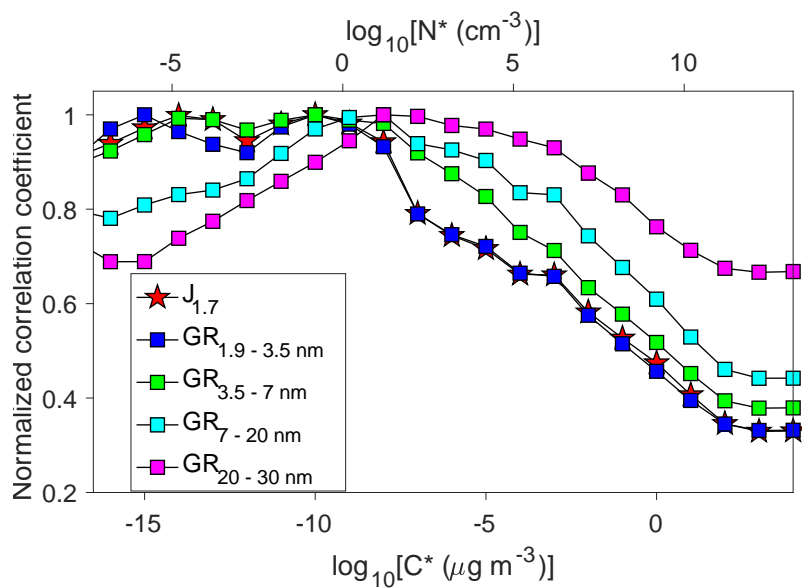 log₁₀[N* (cm⁻³)]
-5 0 5 10
Normalized correlation coefficient
1
0.8
0.6
0.4
0.2
J₁.₇
GR₁.₉ ₋ ₃.₅ nm
GR₃.₅ ₋ ₇ nm
GR₇ ₋ ₂₀ nm
GR₂₀ ₋ ₃₀ nm
-15 -10 -5 0
log₁₀[C* (μg m⁻³)]